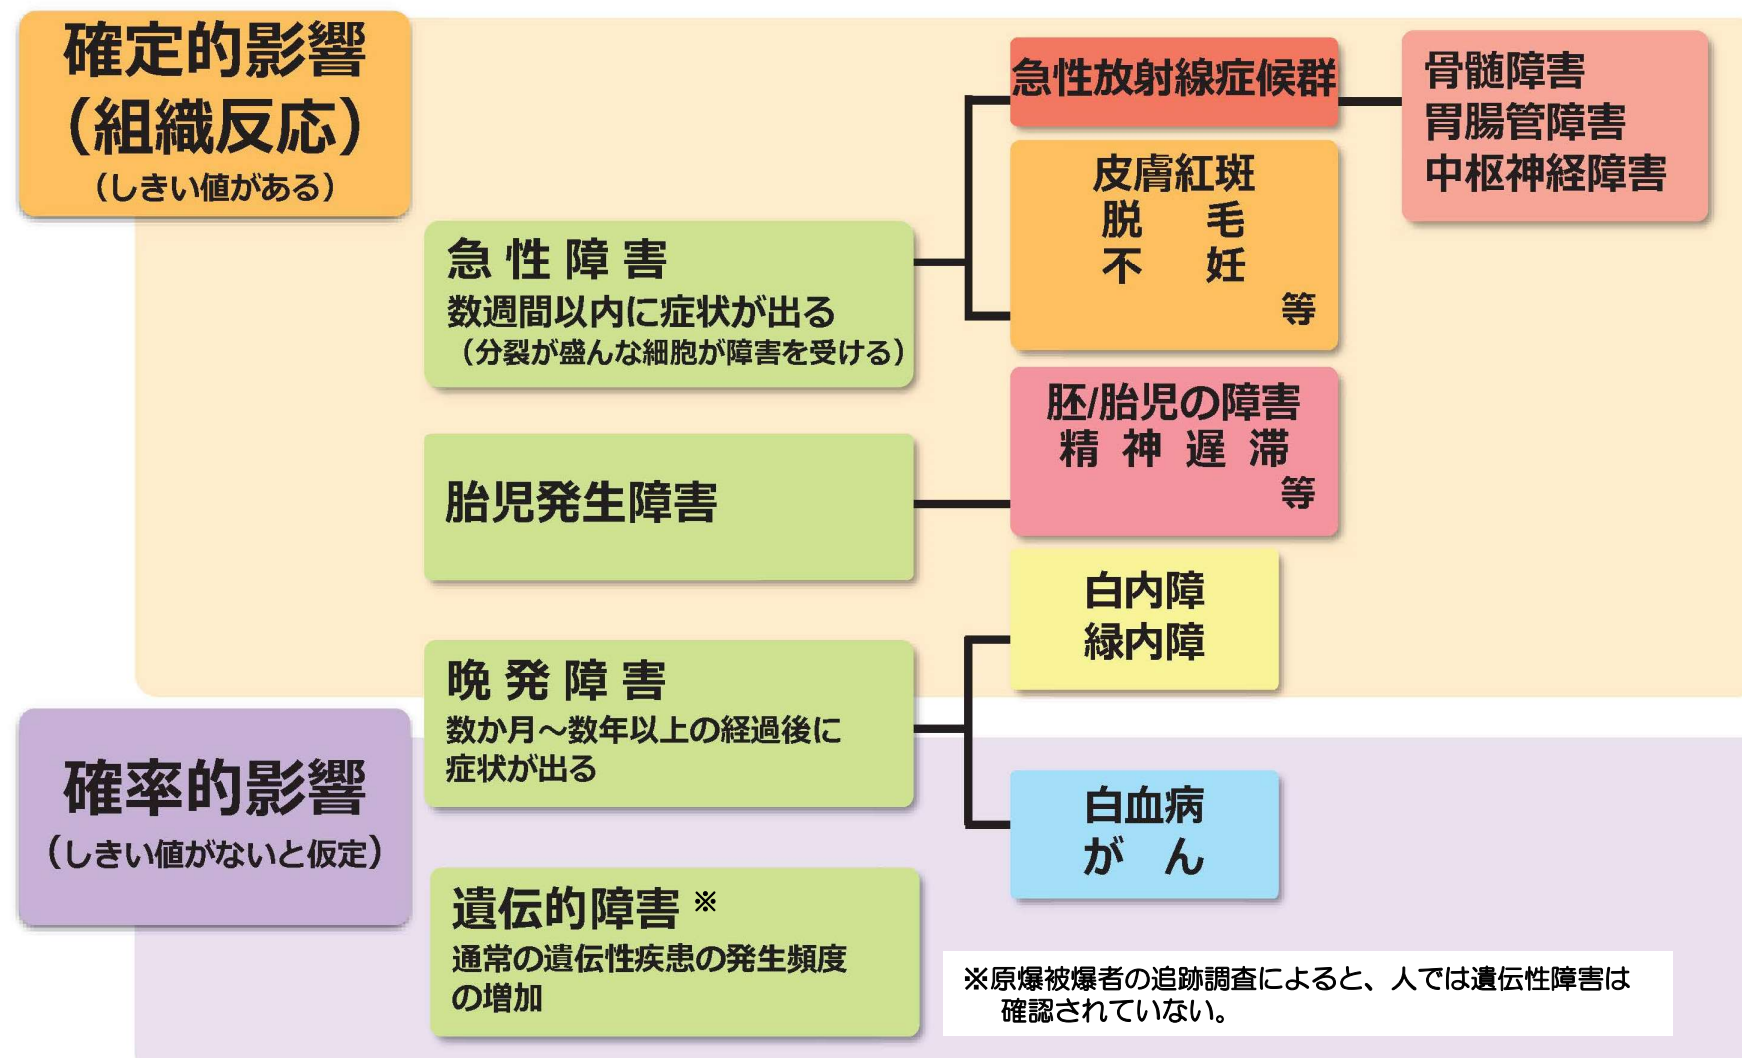 確定的影響
（組織反応）
（しきい値がある）
急性障害
数週間以内に症状が出る
（分裂が盛んな細胞が障害を受ける）
急性放射線症候群
骨髄障害
胃腸管障害
中枢神経障害
皮膚紅斑
脱　毛
不　妊
等
胎児発生障害
胚/胎児の障害
精神遅滞
等
晩発障害
数か月～数年以上の経過後に
症状が出る
白内障
緑内障
確率的影響
（しきい値がないと仮定）
白血病
が　ん
遺伝的障害※
通常の遺伝性疾患の発生頻度
の増加
※原爆被爆者の追跡調査によると、人では遺伝性障害は
確認されていない。